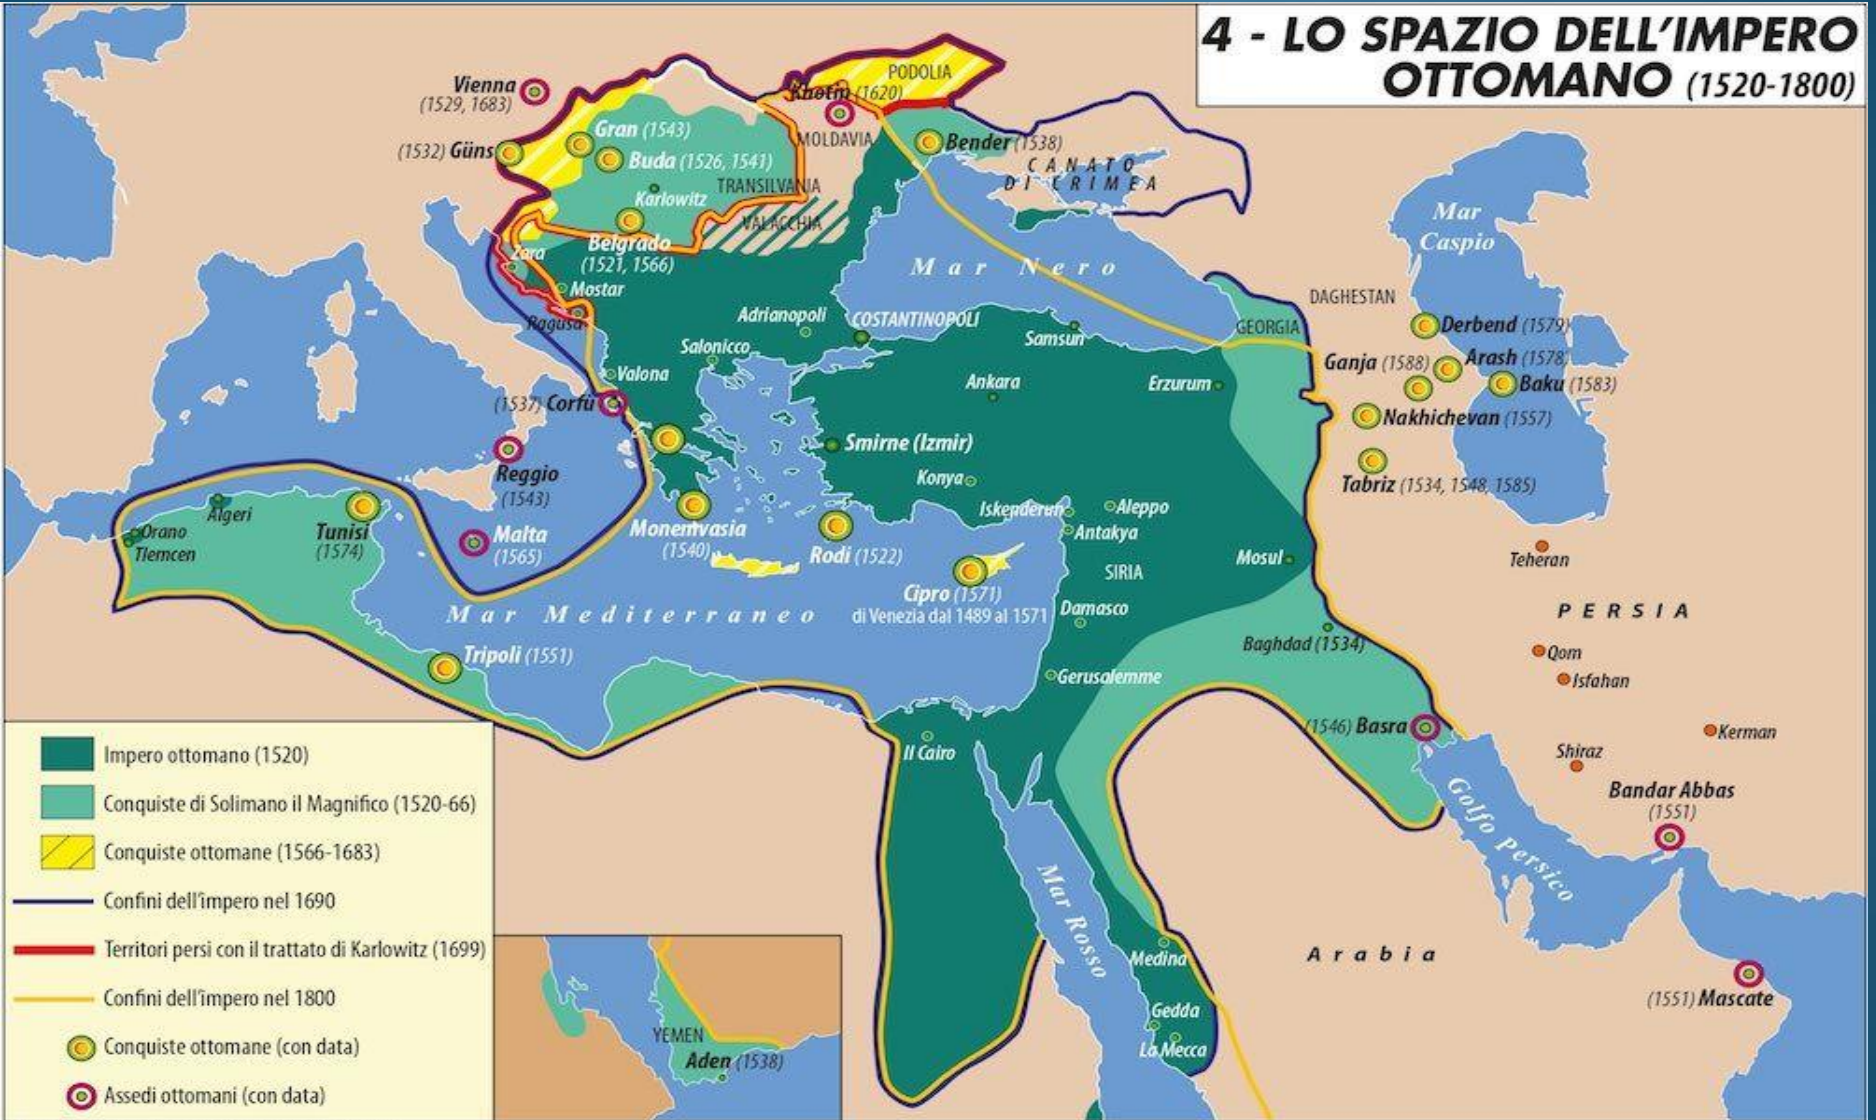 4 - LO SPAZIO DELL'IMPERO
OTTOMANO (1520-1800)
Vienna
(1529, 1683)
PODOLIA
Khotin (1620)
MOLDAVIA
Gran (1543)
(1532) Güns
Buda (1526, 1541)
Bender (1538)
CANATO
DI CRIMEA
TRANSILVANIA
Karlowitz
VALACCHIA
Belgrado
(1521, 1566)
Zara
Mostar
Ragusa
Mar Nero
Mar
Caspio
DAGHESTAN
Adrianopoli
COSTANTINOPOLI
Samsun
GEORGIA
Derbend (1579)
Salonicco
Valona
Ankara
Erzurum
Ganja (1588)
Arash (1578)
Baku (1583)
(1537) Corfù
Nakhichevan (1557)
Smirne (Izmir)
Reggio
(1543)
Konya
Tabriz (1534, 1548, 1585)
Algeri
Orano
Tlemcen
Tunisi
(1574)
Malta
(1565)
Monemvasia
(1540)
Rodi (1522)
Iskenderun
Aleppo
Antakya
Mosul
Teheran
SIRIA
Cipro (1571)
di Venezia dal 1489 al 1571
Mar Mediterraneo
Damasco
PERSIA
Baghdad (1534)
Qom
Tripoli (1551)
Gerusalemme
Isfahan
(1546) Basra
Kerman
Il Cairo
Shiraz
Bandar Abbas
(1551)
Golfo Persico
Mar Rosso
Arabia
Medina
(1551) Mascate
Gedda
La Mecca
Impero ottomano (1520)
Conquiste di Solimano il Magnifico (1520-66)
Conquiste ottomane (1566-1683)
Confini dell'impero nel 1690
Territori persi con il trattato di Karlowitz (1699)
Confini dell'impero nel 1800
Conquiste ottomane (con data)
Assedi ottomani (con data)
YEMEN
Aden (1538)